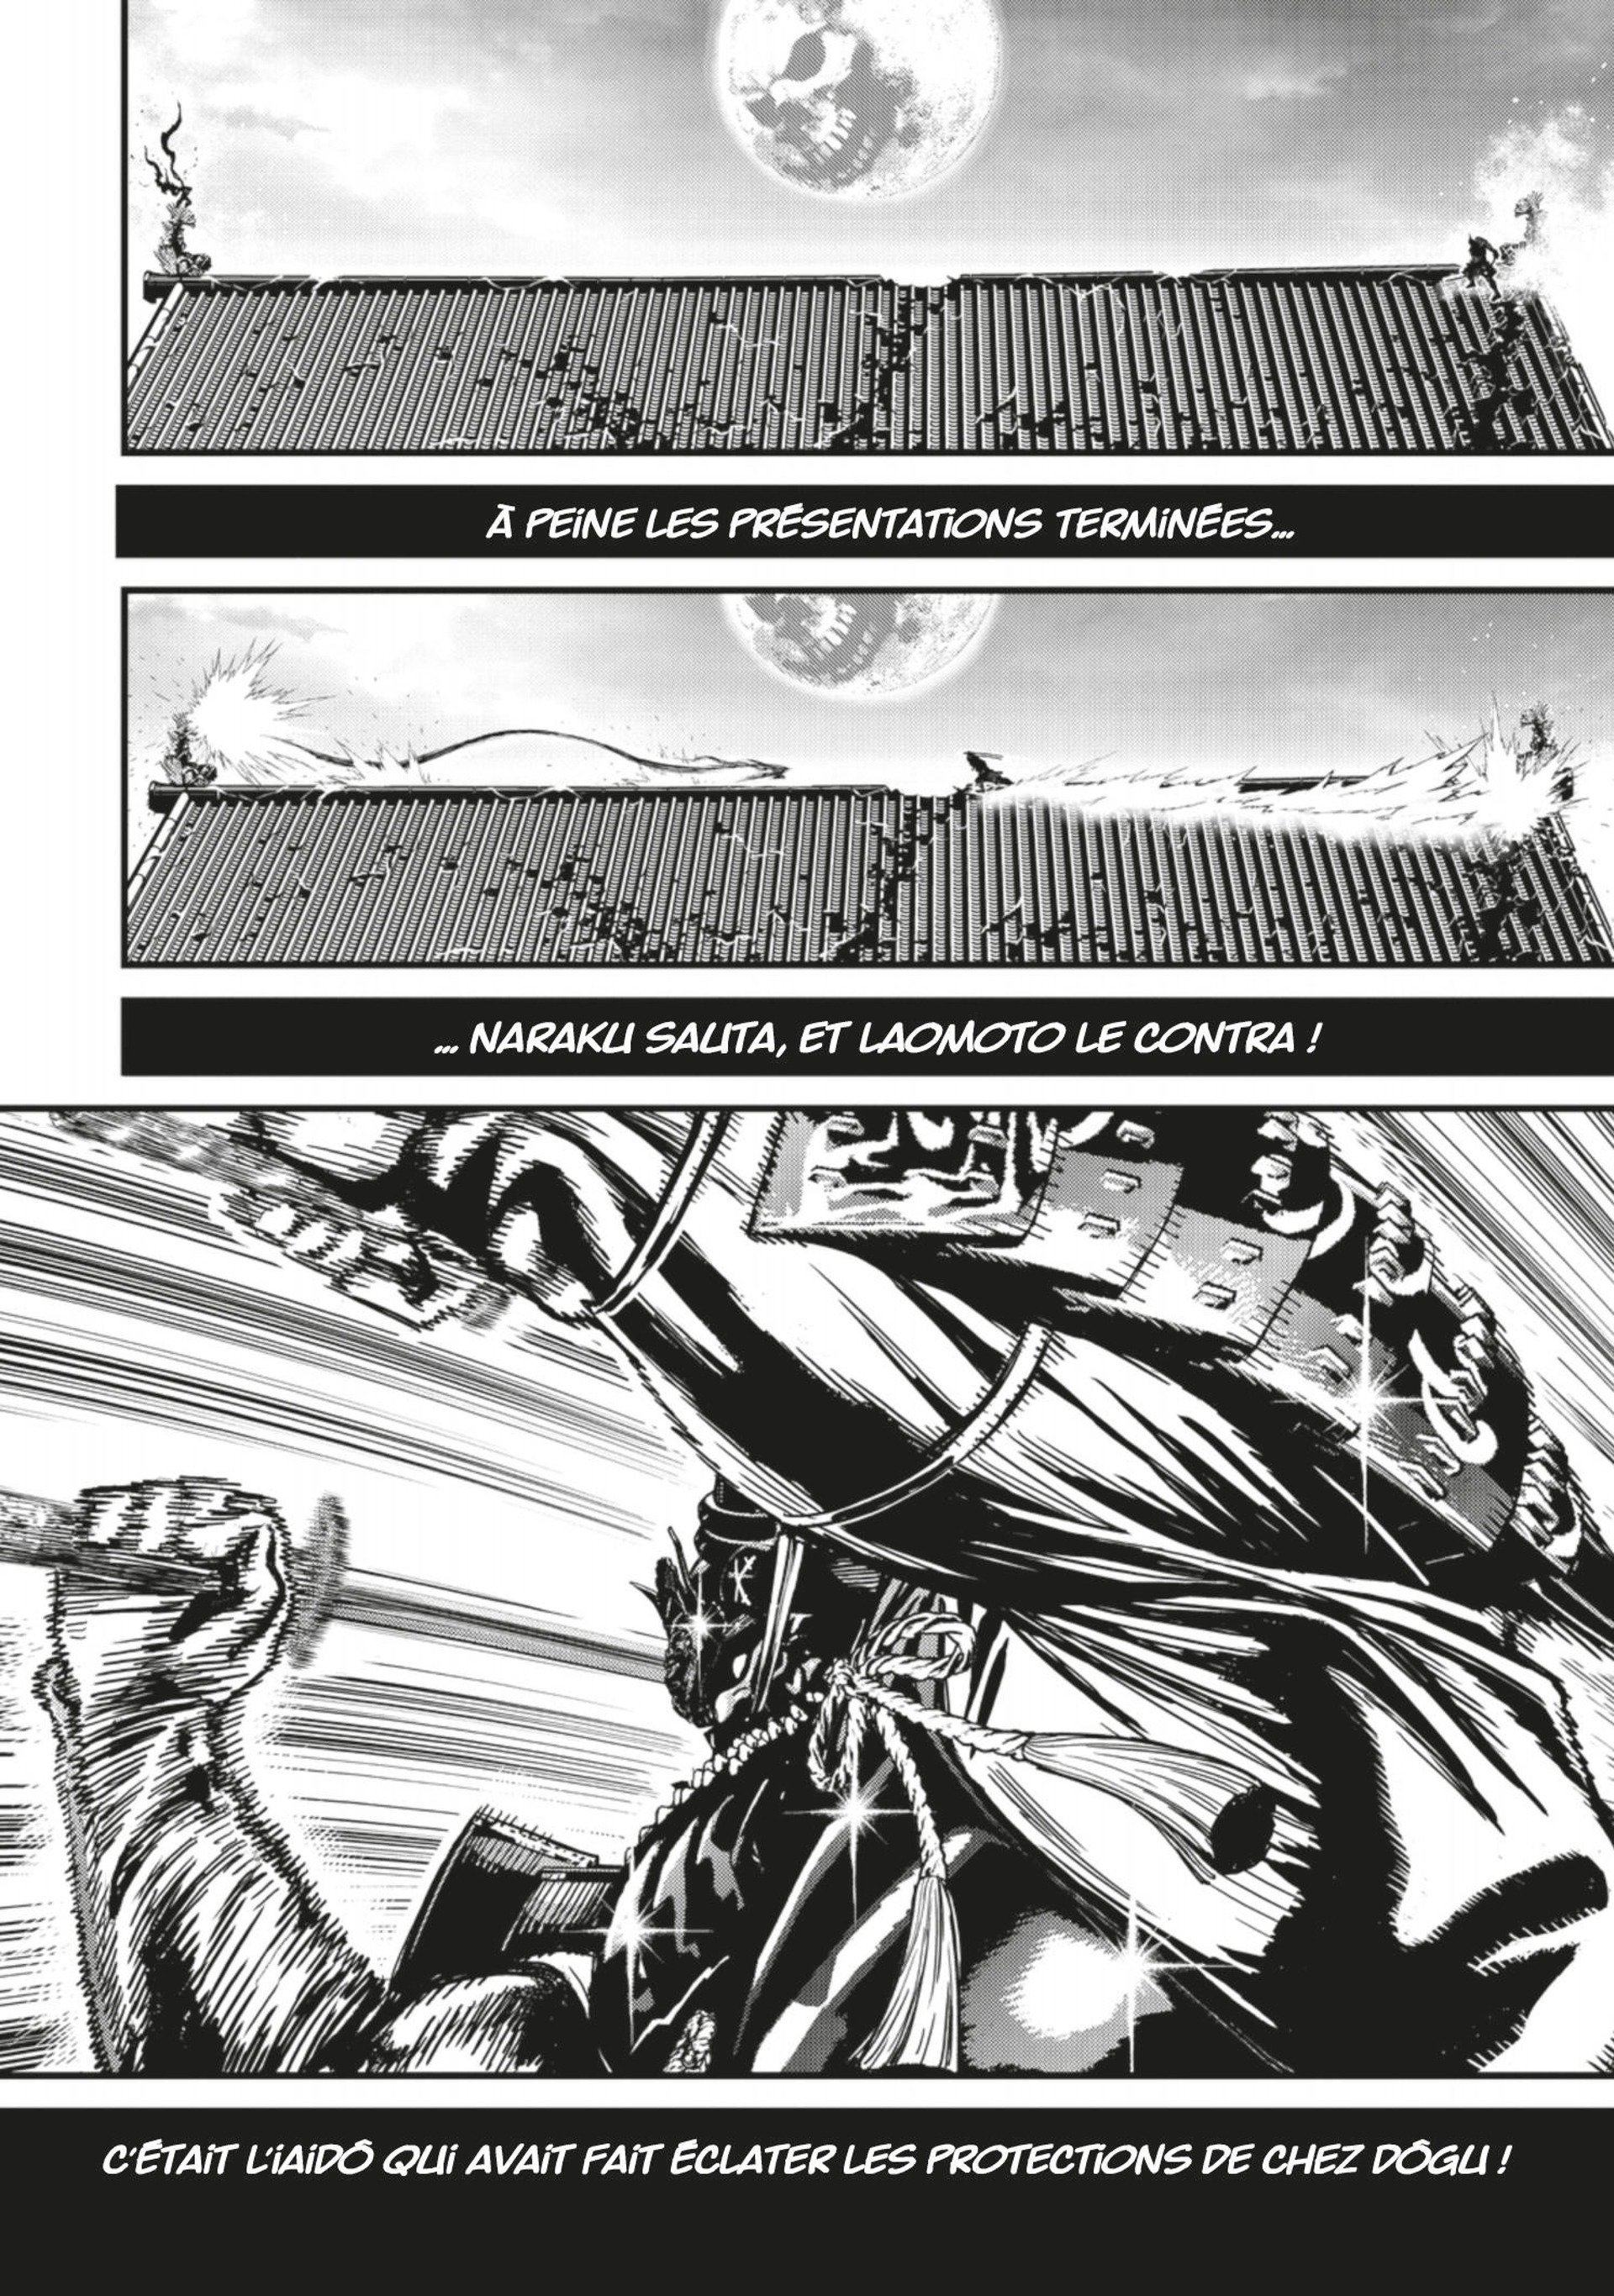 À PEINE LES PRÉSENTATIONS TERMINÉES...
... NARAKU SAUTA, ET LAOMOTO LE CONTRA !
C'ÉTAIT L'IAIDÔ QUI AVAIT FAIT ÉCLATER LES PROTECTIONS DE CHEZ DÔGU !